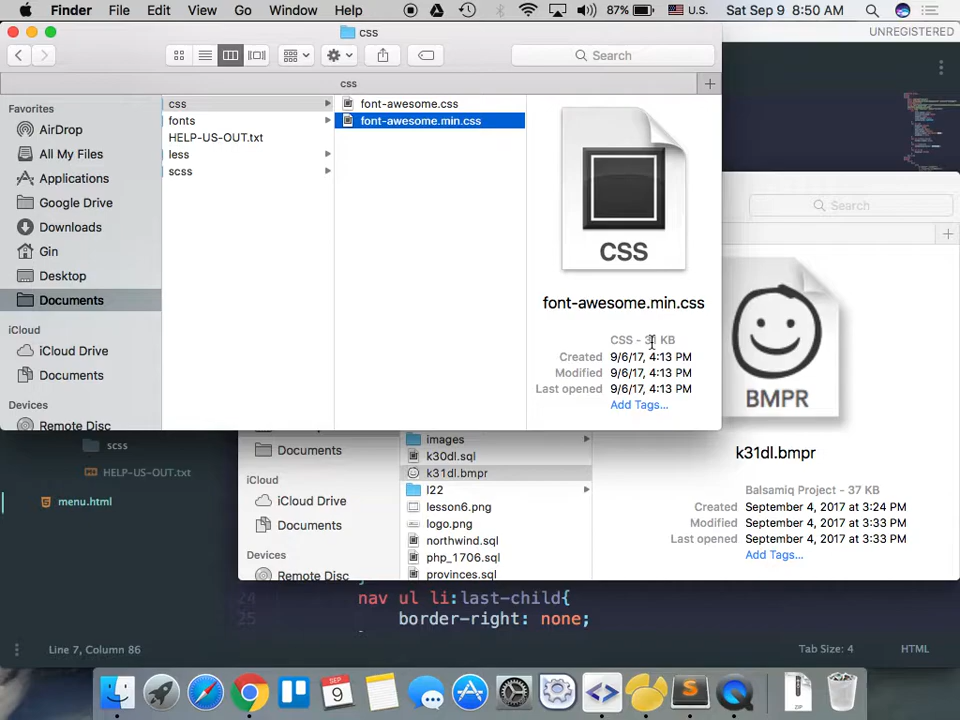 Finder File Edit View Go Window Help 87% U.S. Sat Sep 9 8:50 AM
UNREGISTERED
css
Search
css
Favorites
AirDrop
All My Files
Applications
Google Drive
Downloads
Gin
Desktop
Documents
iCloud
iCloud Drive
Documents
Devices
Remote Disc
css
fonts
HELP-US-OUT.txt
less
scss
font-awesome.css
font-awesome.min.css
CSS
font-awesome.min.css
CSS - 31 KB
Created 9/6/17, 4:13 PM
Modified 9/6/17, 4:13 PM
Last opened 9/6/17, 4:13 PM
Add Tags...
Search
BMPR
k31dl.bmpr
Balsamiq Project - 37 KB
Created September 4, 2017 at 3:24 PM
Modified September 4, 2017 at 3:33 PM
Last opened September 4, 2017 at 3:33 PM
Add Tags...
Documents
iCloud
iCloud Drive
Documents
Devices
Remote Disc
images
k30dl.sql
k31dl.bmpr
l22
lesson6.png
logo.png
northwind.sql
php_1706.sql
provinces.sql
scss
HELP-US-OUT.txt
menu.html
24 nav ul li:last-child{
25 border-right: none;
Line 7, Column 86 Tab Size: 4 HTML
SEP
9
ZIP